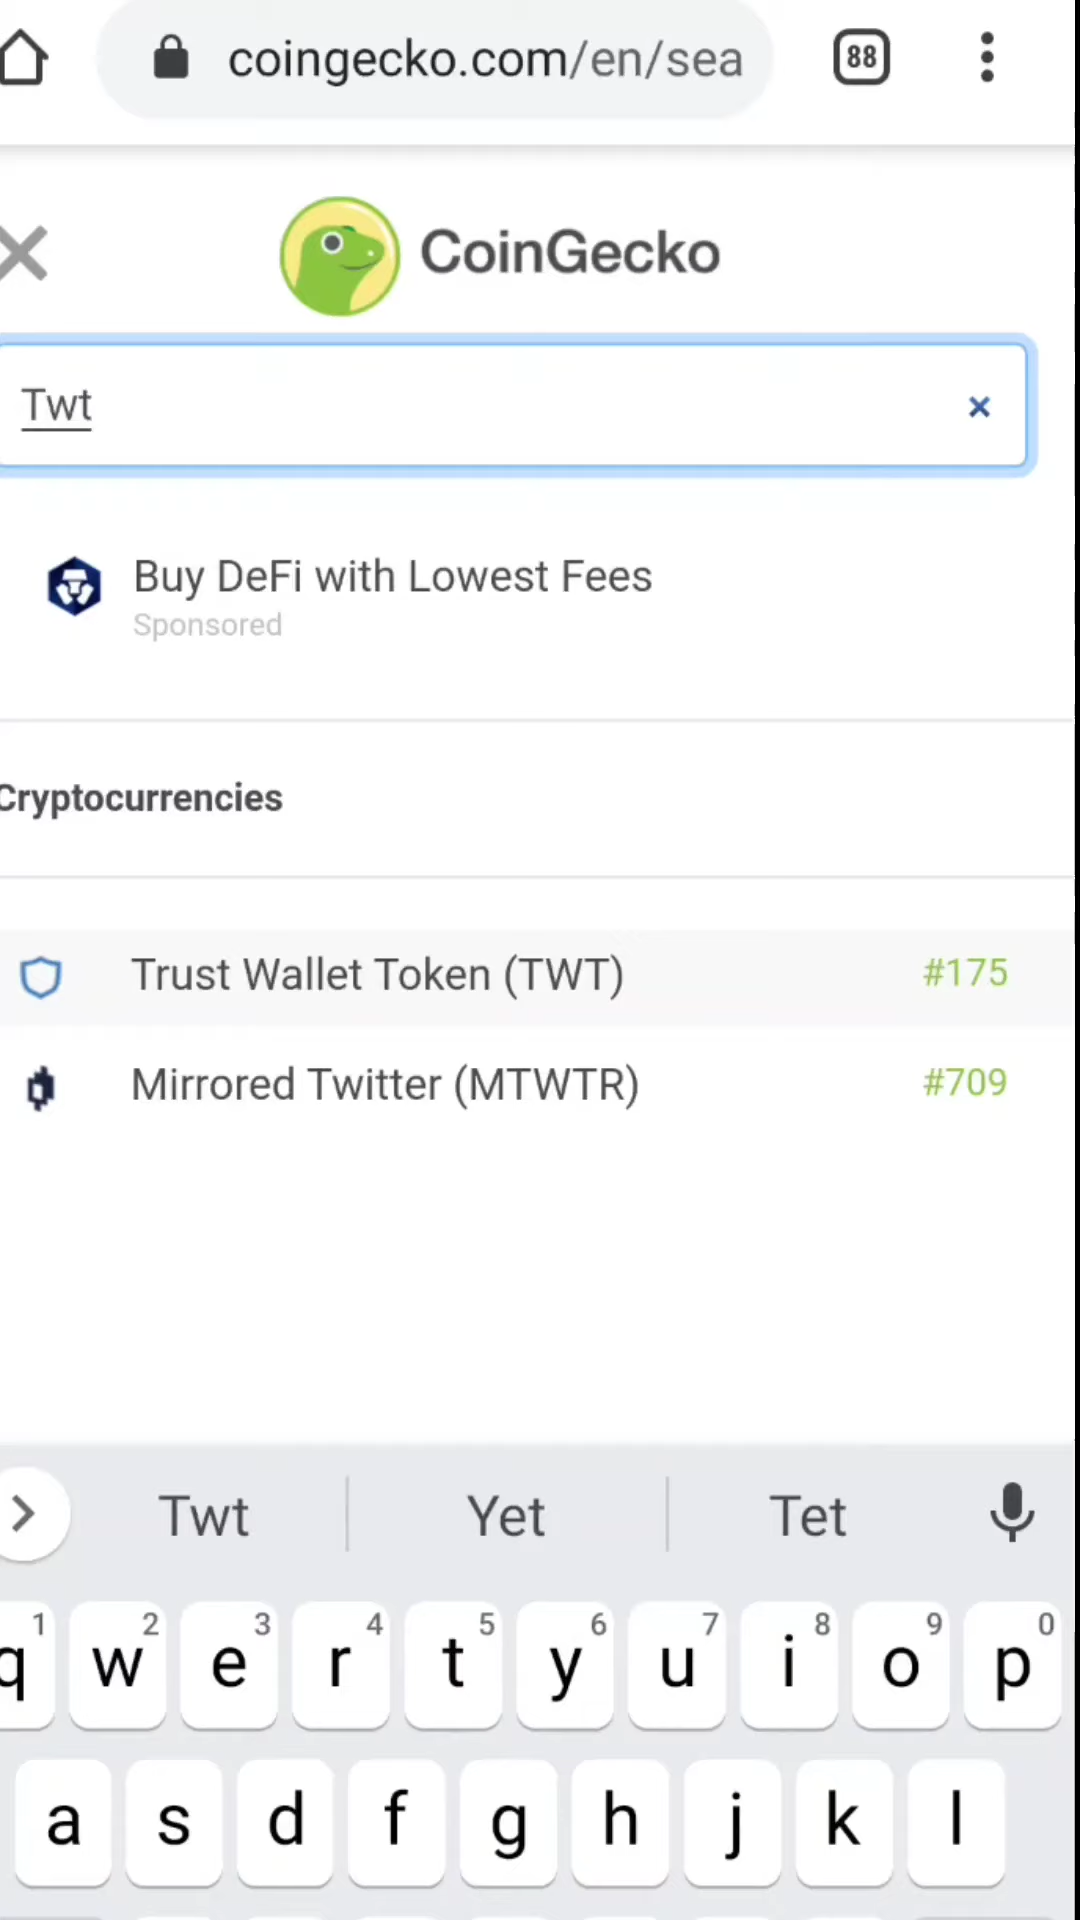 coingecko.com/en/sea
88
CoinGecko
Twt
Buy DeFi with Lowest Fees
Sponsored
Cryptocurrencies
Trust Wallet Token (TWT) #175
Mirrored Twitter (MTWTR) #709
Twt Yet Tet
1 2 3 4 5 6 7 8 9 0
q w e r t y u i o p
a s d f g h j k l